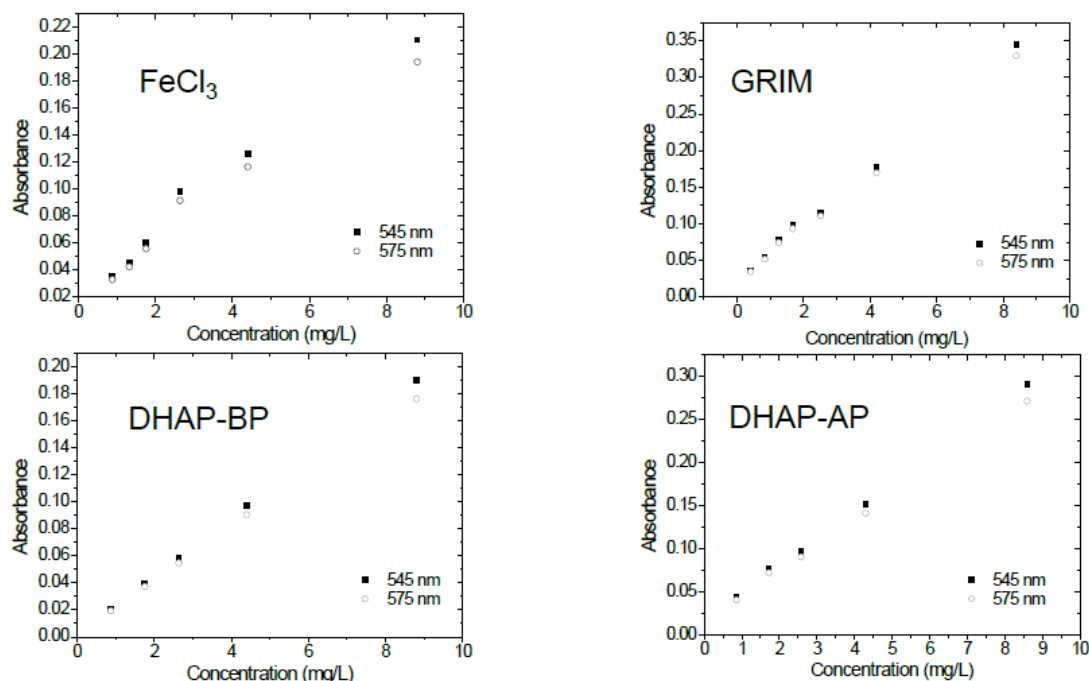 0.22
0.20
0.18
0.16
0.14
0.12
0.10
0.08
0.06
0.04
0.02
Absorbance
FeCl₃
545 nm
575 nm
0 2 4 6 8 10
Concentration (mg/L)
0.35
0.30
0.25
0.20
0.15
0.10
0.05
0.00
Absorbance
GRIM
545 nm
575 nm
0 2 4 6 8 10
Concentration (mg/L)
0.20
0.18
0.16
0.14
0.12
0.10
0.08
0.06
0.04
0.02
0.00
Absorbance
DHAP-BP
545 nm
575 nm
0 2 4 6 8 10
Concentration (mg/L)
0.30
0.25
0.20
0.15
0.10
0.05
0.00
Absorbance
DHAP-AP
545 nm
575 nm
0 1 2 3 4 5 6 7 8 9 10
Concentration (mg/L)